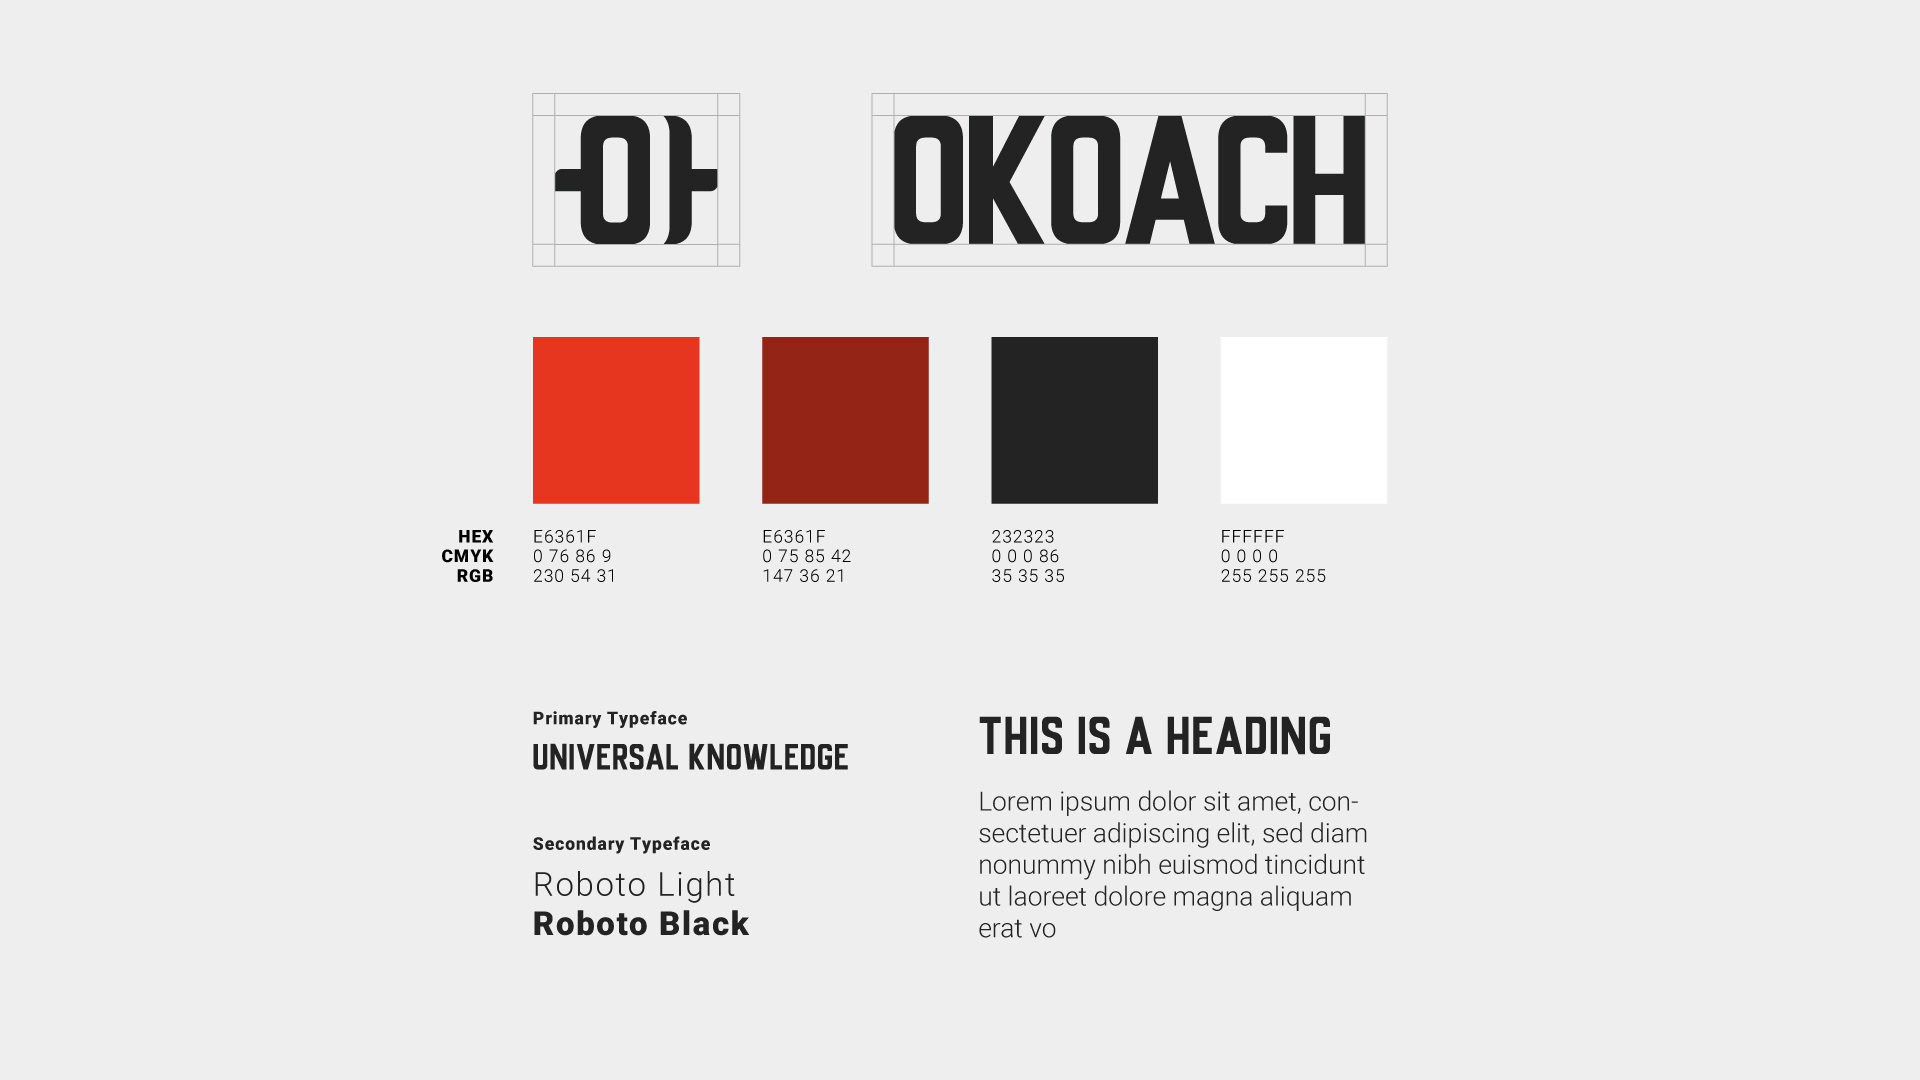 OKOACH
HEX E6361F E6361F 232323 FFFFFF
CMYK 0 76 86 9 0 75 85 42 0 0 0 86 0 0 0 0
RGB 230 54 31 147 36 21 35 35 35 255 255 255
Primary Typeface
UNIVERSAL KNOWLEDGE
Secondary Typeface
Roboto Light
Roboto Black
THIS IS A HEADING
Lorem ipsum dolor sit amet, con-
sectetuer adipiscing elit, sed diam
nonummy nibh euismod tincidunt
ut laoreet dolore magna aliquam
erat vo